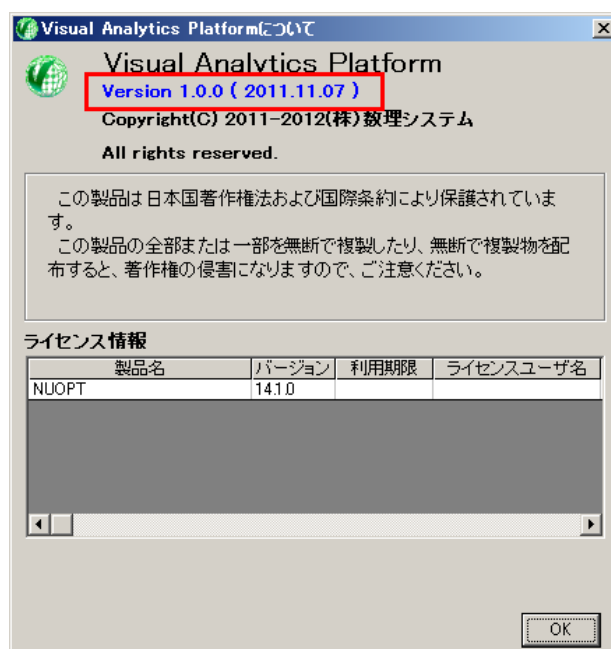 Visual Analytics Platformについて
Visual Analytics Platform
Version 1.0.0 ( 2011.11.07 )
Copyright(C) 2011-2012(株)数理システム
All rights reserved.
この製品は日本国著作権法および国際条約により保護されていま
す。
この製品の全部または一部を無断で複製したり、無断で複製物を配
布すると、著作権の侵害になりますので、ご注意ください。
ライセンス情報
製品名 バージョン 利用期限 ライセンスユーザ名
NUOPT 14.1.0
OK